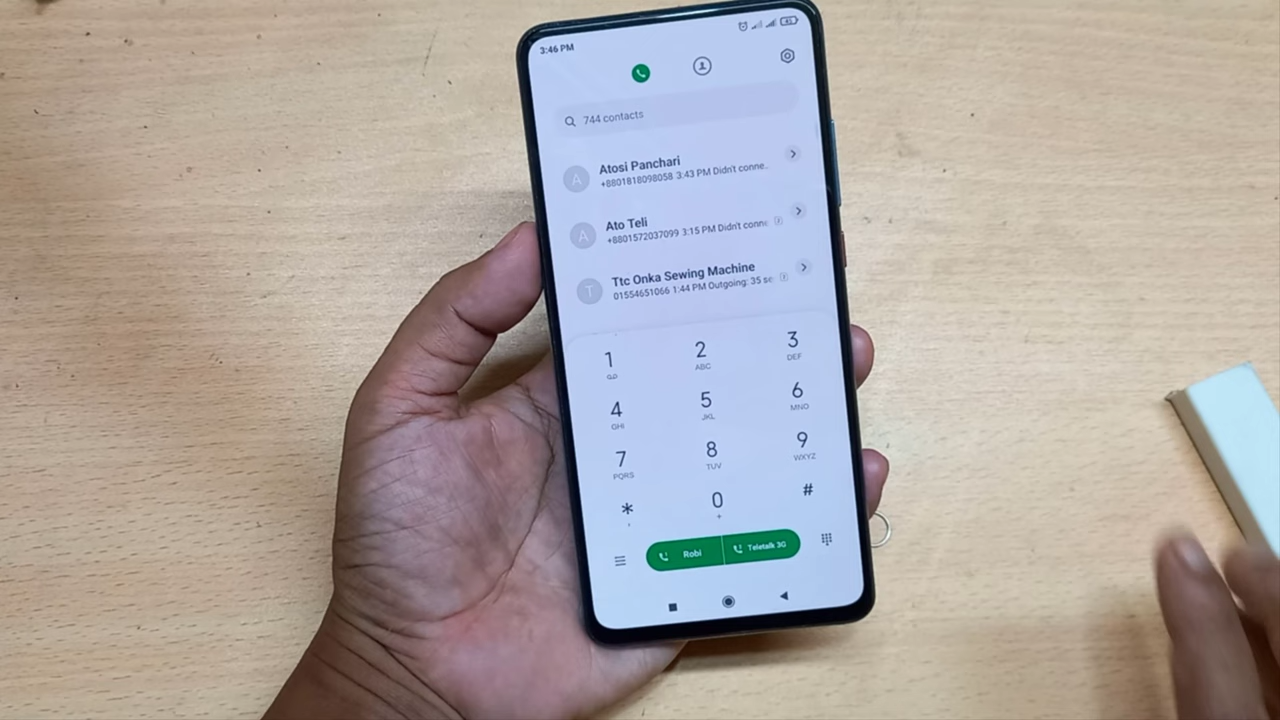 3:46 PM
744 contacts
Atosi Panchari
+8801818098058 3:43 PM Didn't conne..
A
Ato Teli
+8801572037099 3:15 PM Didn't conne
A
Ttc Onka Sewing Machine
01554651066 1:44 PM Outgoing: 35 se
T
1 2 3
ABC DEF
4 5 6
GHI JKL MNO
7 8 9
PQRS TUV WXYZ
* 0 #
, +
Robi Teletalk 3G